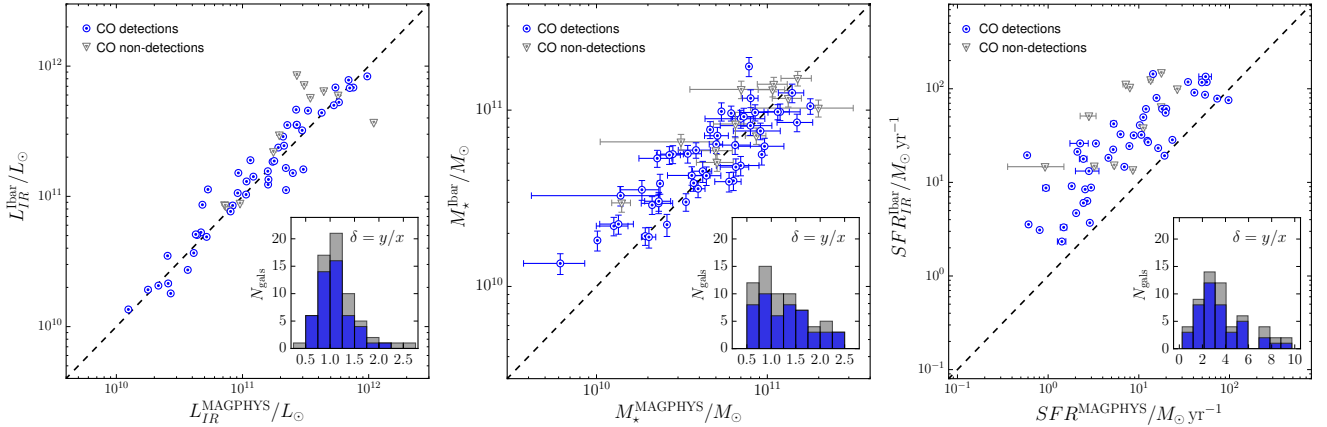 CO detections
CO non-detections
10^12
10^11
10^10
L_IR^Ibar/L_⊙
δ = y/x
20
15
10
5
0
N_gals
0.5 1.0 1.5 2.0 2.5
10^10 10^11 10^12
L_IR^MAGPHYS/L_⊙
CO detections
CO non-detections
10^11
10^10
M_⋆^Ibar/M_⊙
δ = y/x
20
15
10
5
0
N_gals
0.5 1.0 1.5 2.0 2.5
10^10 10^11
M_⋆^MAGPHYS/M_⊙
CO detections
CO non-detections
10^2
10^1
10^0
10^-1
SFR_IR^Ibar/M_⊙ yr^-1
δ = y/x
20
15
10
5
0
N_gals
0 2 4 6 8 10
10^-1 10^0 10^1 10^2
SFR^MAGPHYS/M_⊙ yr^-1